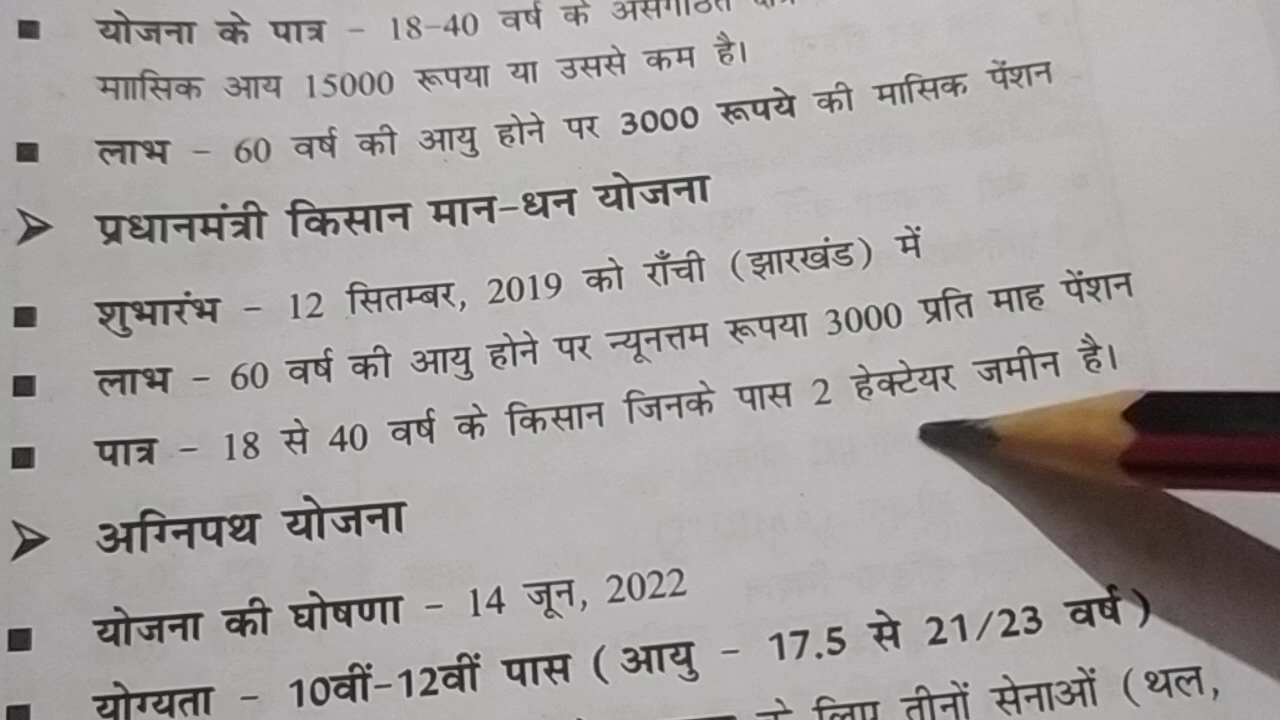 ■ योजना के पात्र - 18-40 वर्ष के असंगठित
माासिक आय 15000 रूपया या उससे कम है।
■ लाभ - 60 वर्ष की आयु होने पर 3000 रूपये की मासिक पेंशन
➢ प्रधानमंत्री किसान मान-धन योजना
■ शुभारंभ - 12 सितम्बर, 2019 को राँची (झारखंड) में
■ लाभ - 60 वर्ष की आयु होने पर न्यूनत्तम रूपया 3000 प्रति माह पेंशन
■ पात्र - 18 से 40 वर्ष के किसान जिनके पास 2 हेक्टेयर जमीन है।
➢ अग्निपथ योजना
■ योजना की घोषणा - 14 जून, 2022
■ योग्यता - 10वीं-12वीं पास ( आयु - 17.5 से 21/23 वर्ष )
के लिए तीनों सेनाओं (थल,